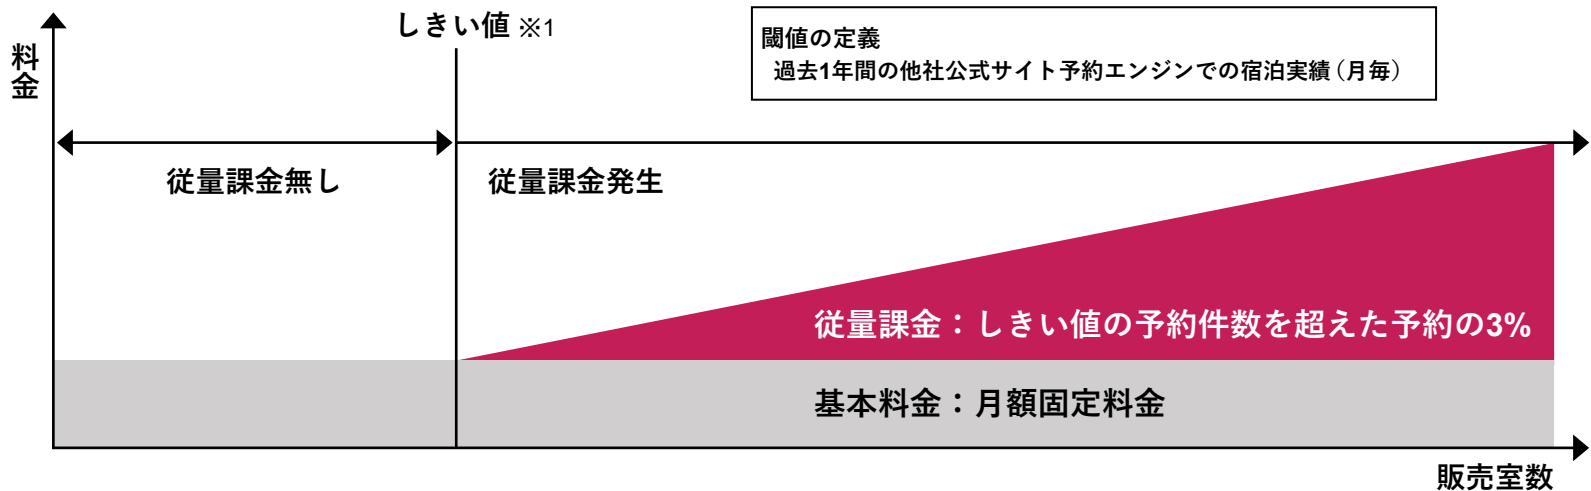 料金
しきい値 ※1
閾値の定義
過去1年間の他社公式サイト予約エンジンでの宿泊実績（月毎）
従量課金無し
従量課金発生
従量課金：しきい値の予約件数を超えた予約の3%
基本料金：月額固定料金
販売室数